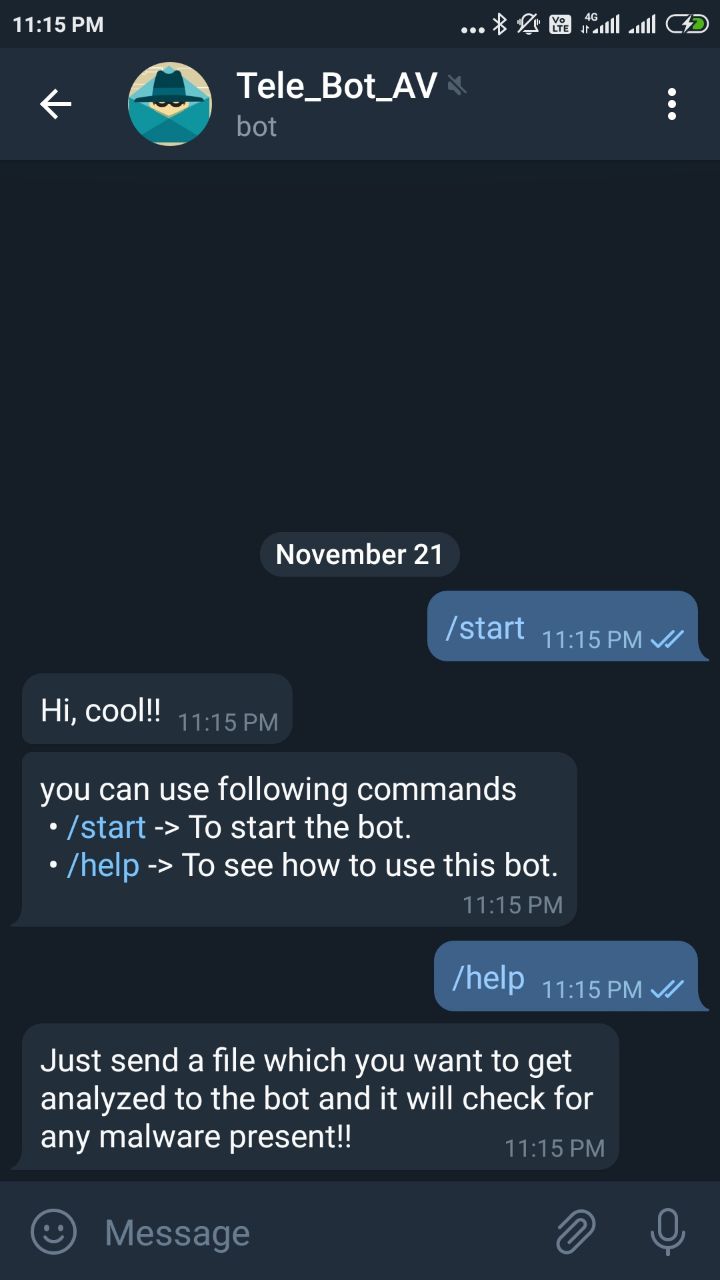 11:15 PM
Vo LTE
4G
Tele_Bot_AV
bot
November 21
/start 11:15 PM
Hi, cool!! 11:15 PM
you can use following commands
• /start -> To start the bot.
• /help -> To see how to use this bot.
11:15 PM
/help 11:15 PM
Just send a file which you want to get
analyzed to the bot and it will check for
any malware present!! 11:15 PM
Message